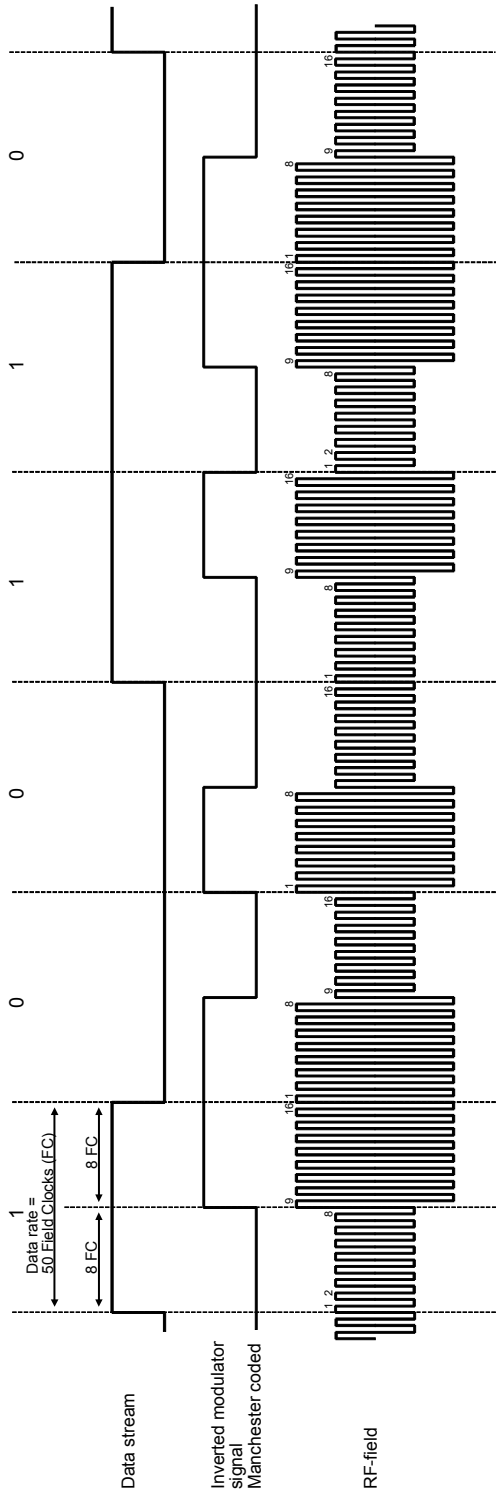 1 0 0 1 1 0
Data rate =
50 Field Clocks (FC)
8 FC 8 FC
Data stream
Inverted modulator
signal
Manchester coded
1 2 8 9 16 1 8 9 16 1 8 16 1 8 9 16 1 2 8 9 16 1 8 9 16
RF-field